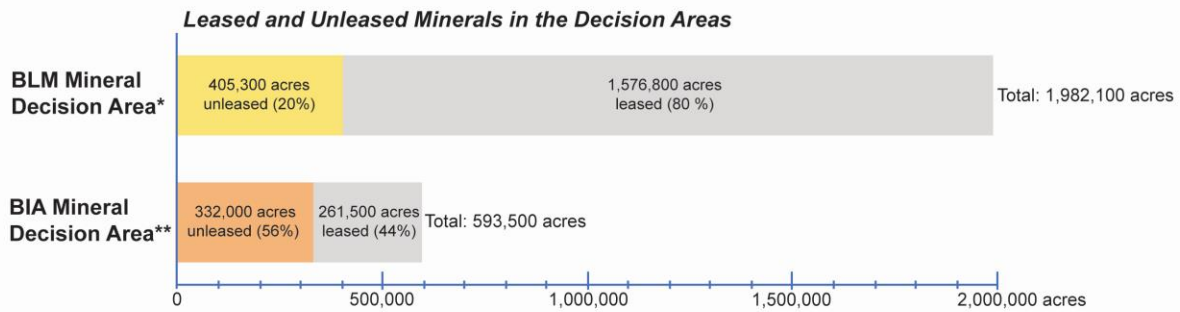 Leased and Unleased Minerals in the Decision Areas
BLM Mineral
Decision Area*
405,300 acres
unleased (20%)
1,576,800 acres
leased (80 %)
Total: 1,982,100 acres
BIA Mineral
Decision Area**
332,000 acres
unleased (56%)
261,500 acres
leased (44%)
Total: 593,500 acres
0
500,000
1,000,000
1,500,000
2,000,000 acres